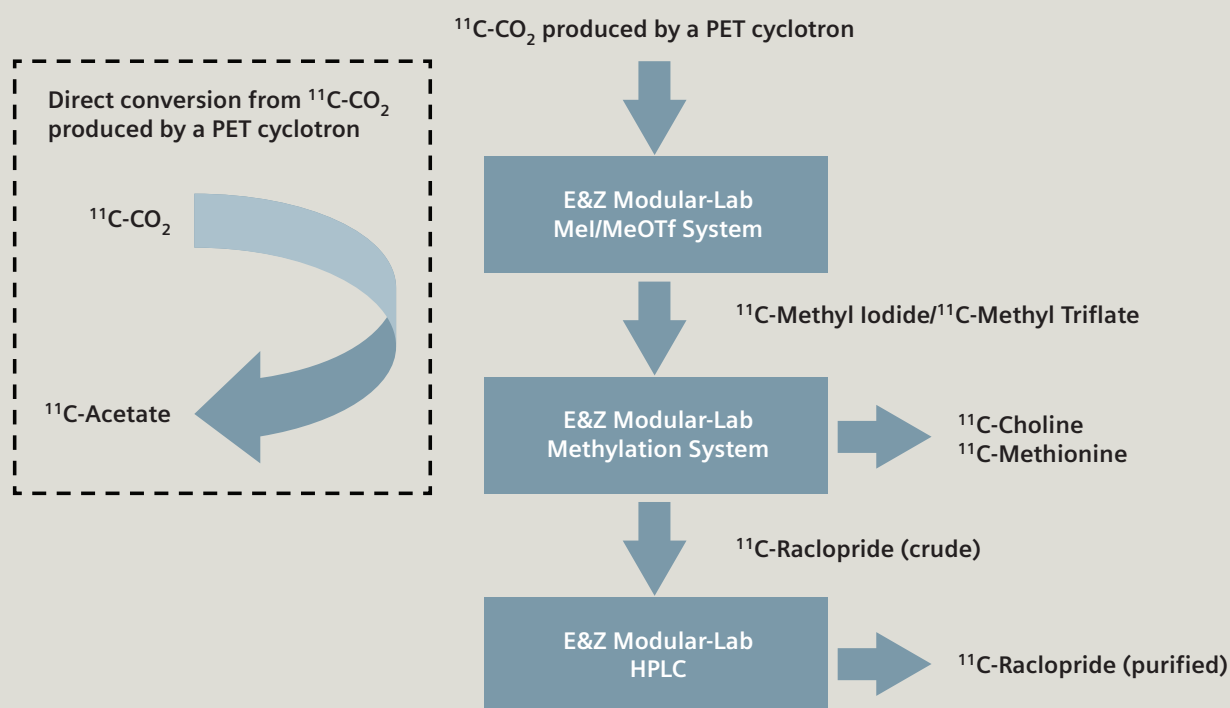 ¹¹C-CO₂ produced by a PET cyclotron
Direct conversion from ¹¹C-CO₂
produced by a PET cyclotron
¹¹C-CO₂
¹¹C-Acetate
E&Z Modular-Lab
MeI/MeOTf System
¹¹C-Methyl Iodide/¹¹C-Methyl Triflate
E&Z Modular-Lab
Methylation System
¹¹C-Choline
¹¹C-Methionine
¹¹C-Raclopride (crude)
E&Z Modular-Lab
HPLC
¹¹C-Raclopride (purified)